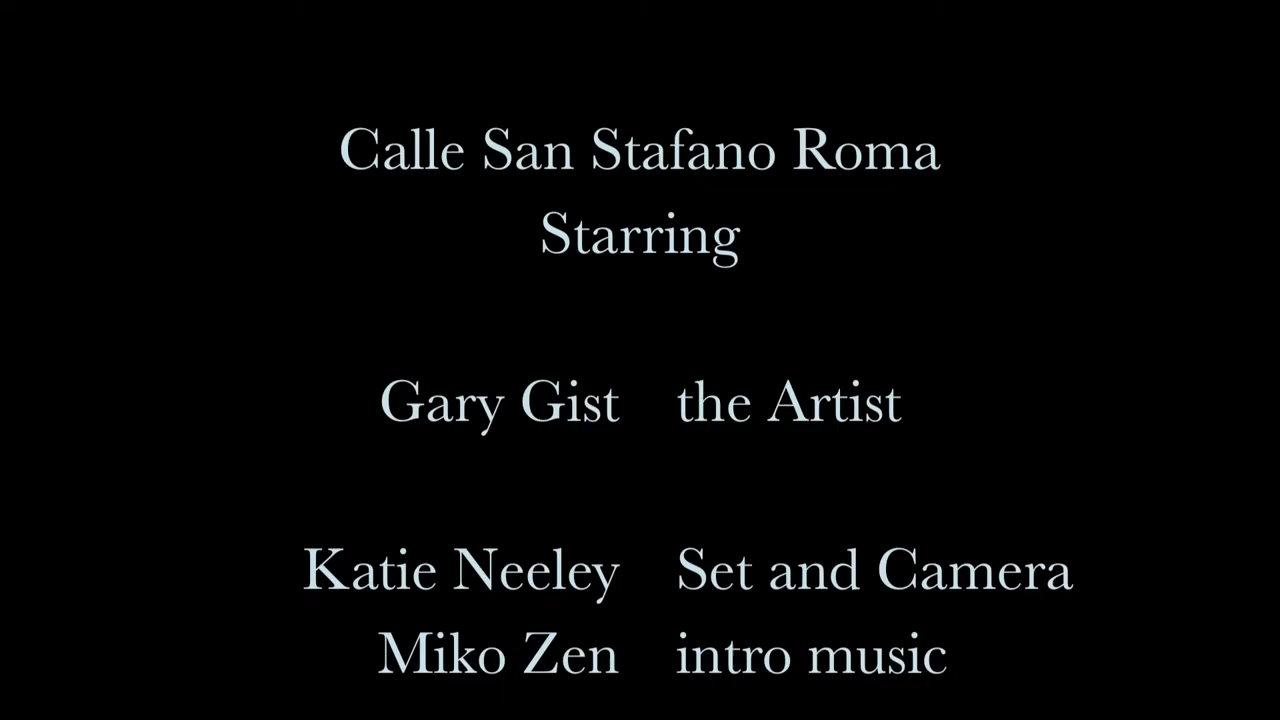 Calle San Stafano Roma
Starring
Gary Gist the Artist
Katie Neeley Set and Camera
Miko Zen intro music